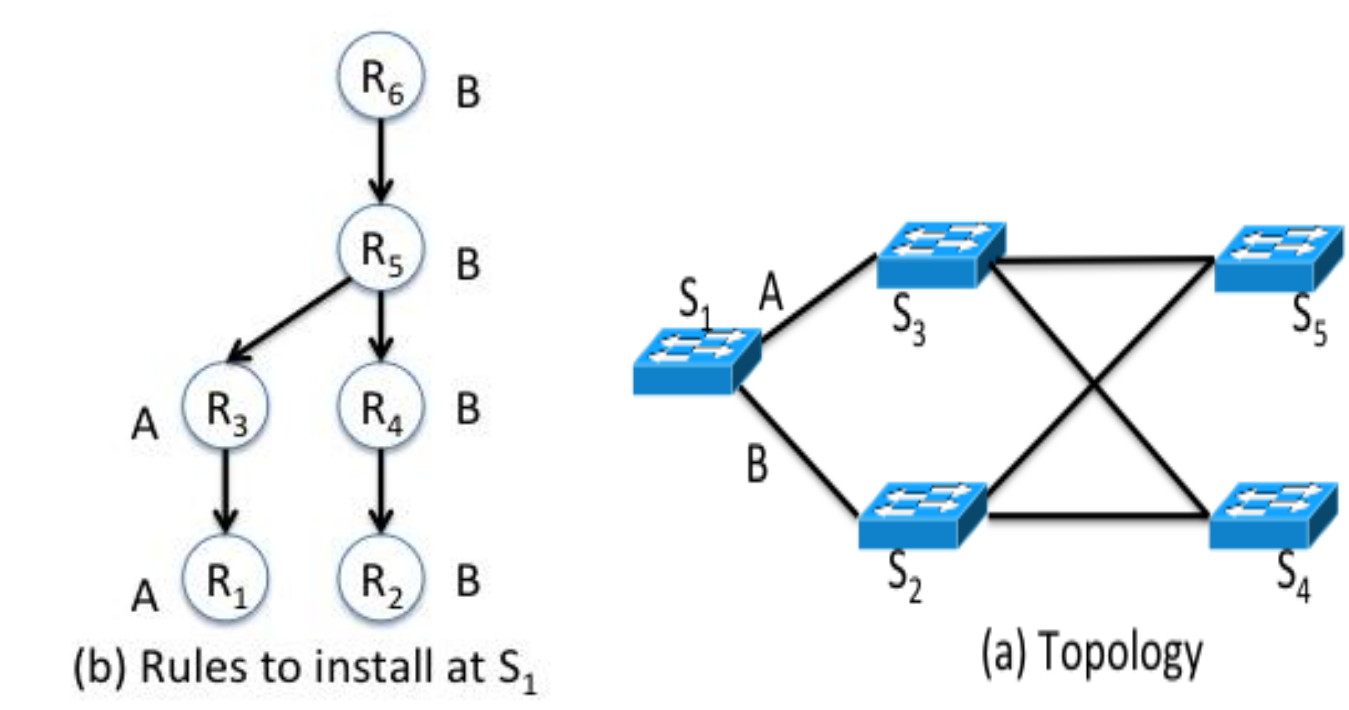 R6 B
R5 B
A R3 R4 B
A R1 R2 B
(b) Rules to install at S1
S1 A S3 S5
B S2 S4
(a) Topology